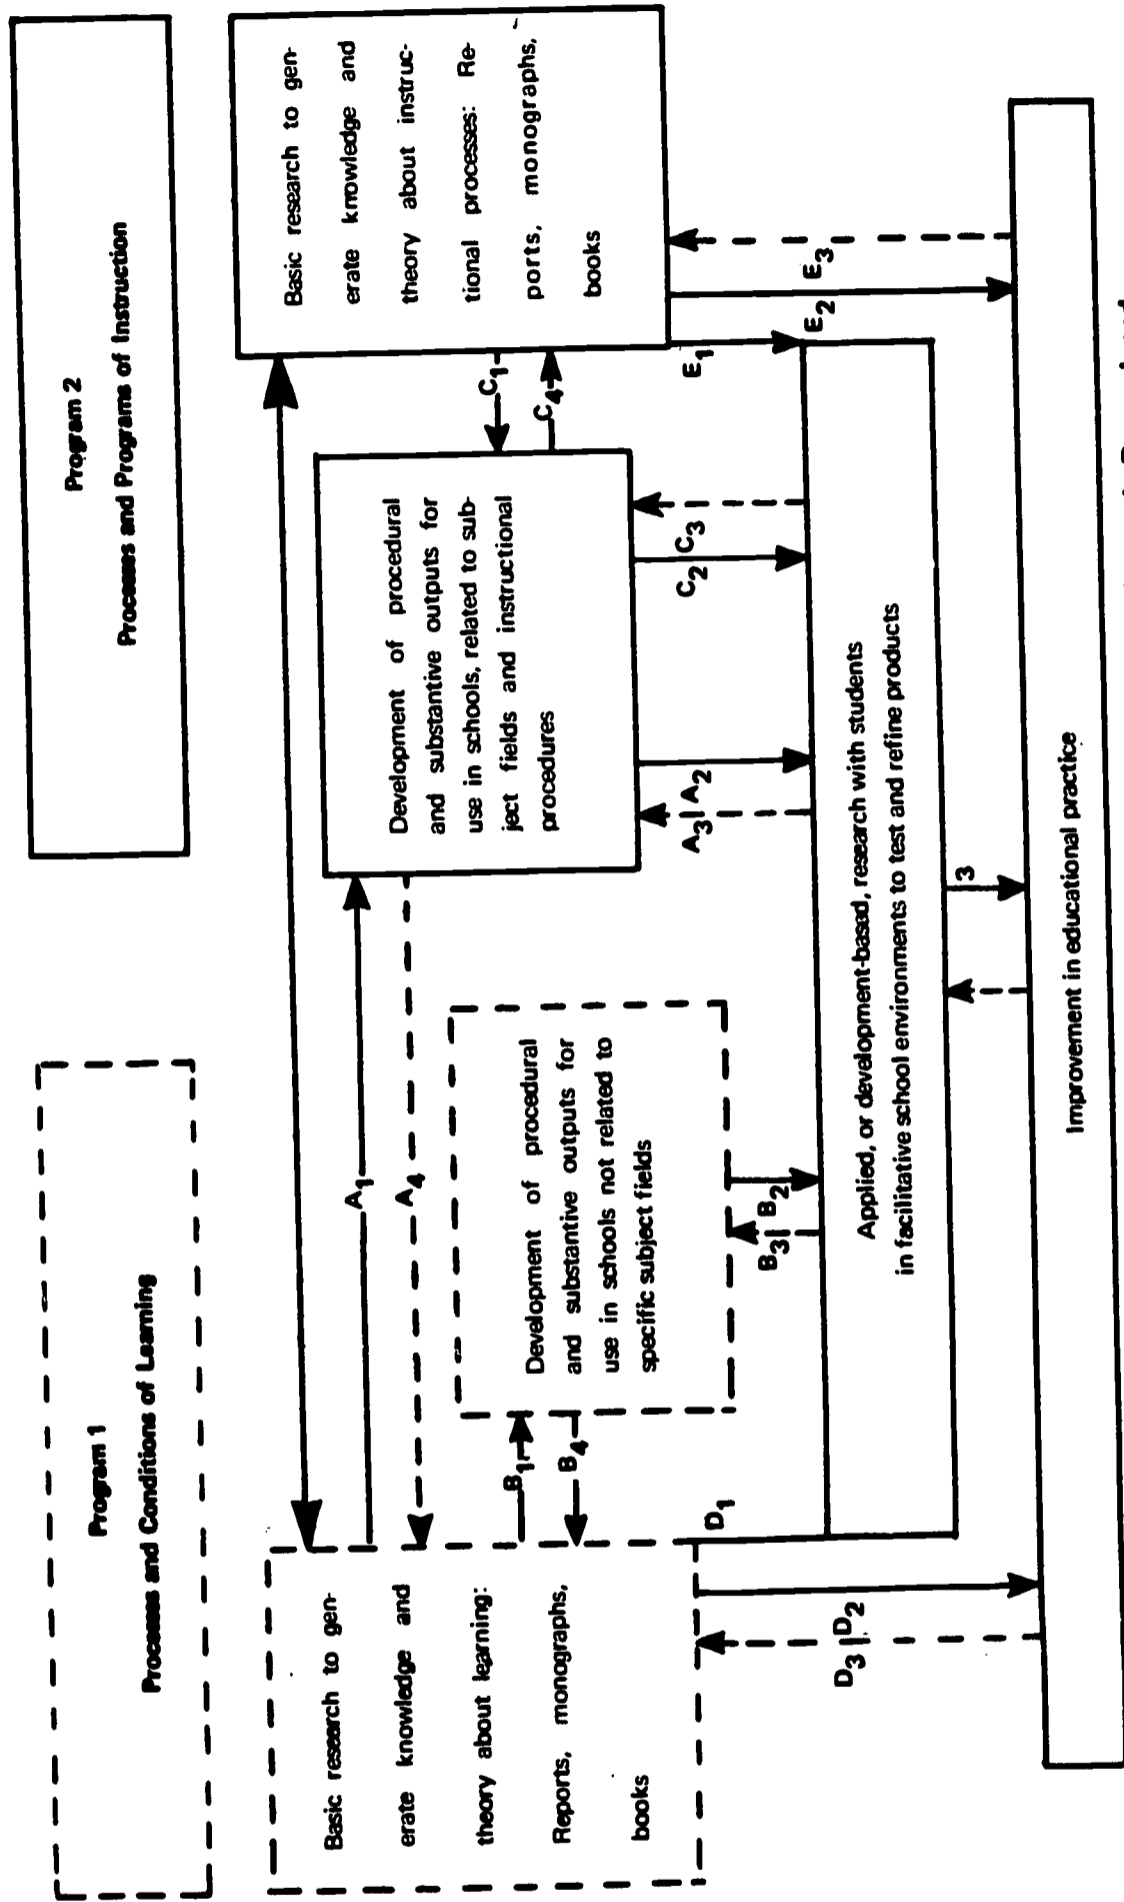 Program 1
Processes and Conditions of Learning
Program 2
Processes and Programs of Instruction
Basic research to gen-
erate knowledge and
theory about learning:
Reports, monographs,
books
A1
A4
B1
B4
Development of procedural
and substantive outputs for
use in schools not related to
specific subject fields
Development of procedural
and substantive outputs for
use in schools, related to sub-
ject fields and instructional
procedures
C1
C4
Basic research to gen-
erate knowledge and
theory about instruc-
tional processes: Re-
ports, monographs,
books
D1
B3 B2
A3 A2
C2 C3
E1
E2
E3
D3 D2
Applied, or development-based, research with students
in facilitative school environments to test and refine products
3
Improvement in educational practice